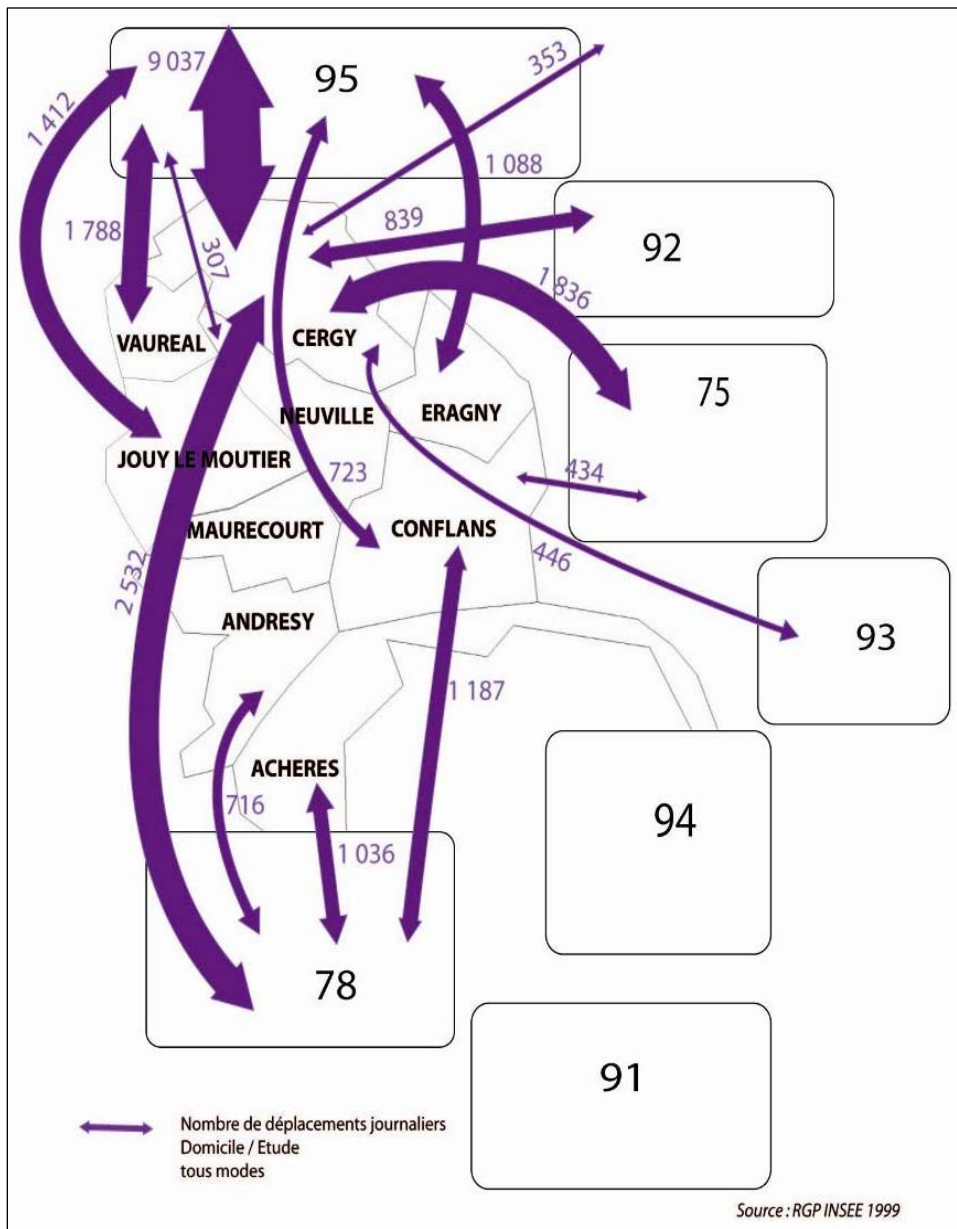 9 037
95
353
1 412
1 088
1 788
839
92
307
1 836
VAUREAL
CERGY
75
NEUVILLE
ERAGNY
JOUY LE MOUTIER
723
434
MAURECOURT
CONFLANS
446
2 532
ANDRESY
93
1 187
ACHERES
716
94
1 036
78
91
Nombre de déplacements journaliers
Domicile / Etude
tous modes
Source : RGP INSEE 1999